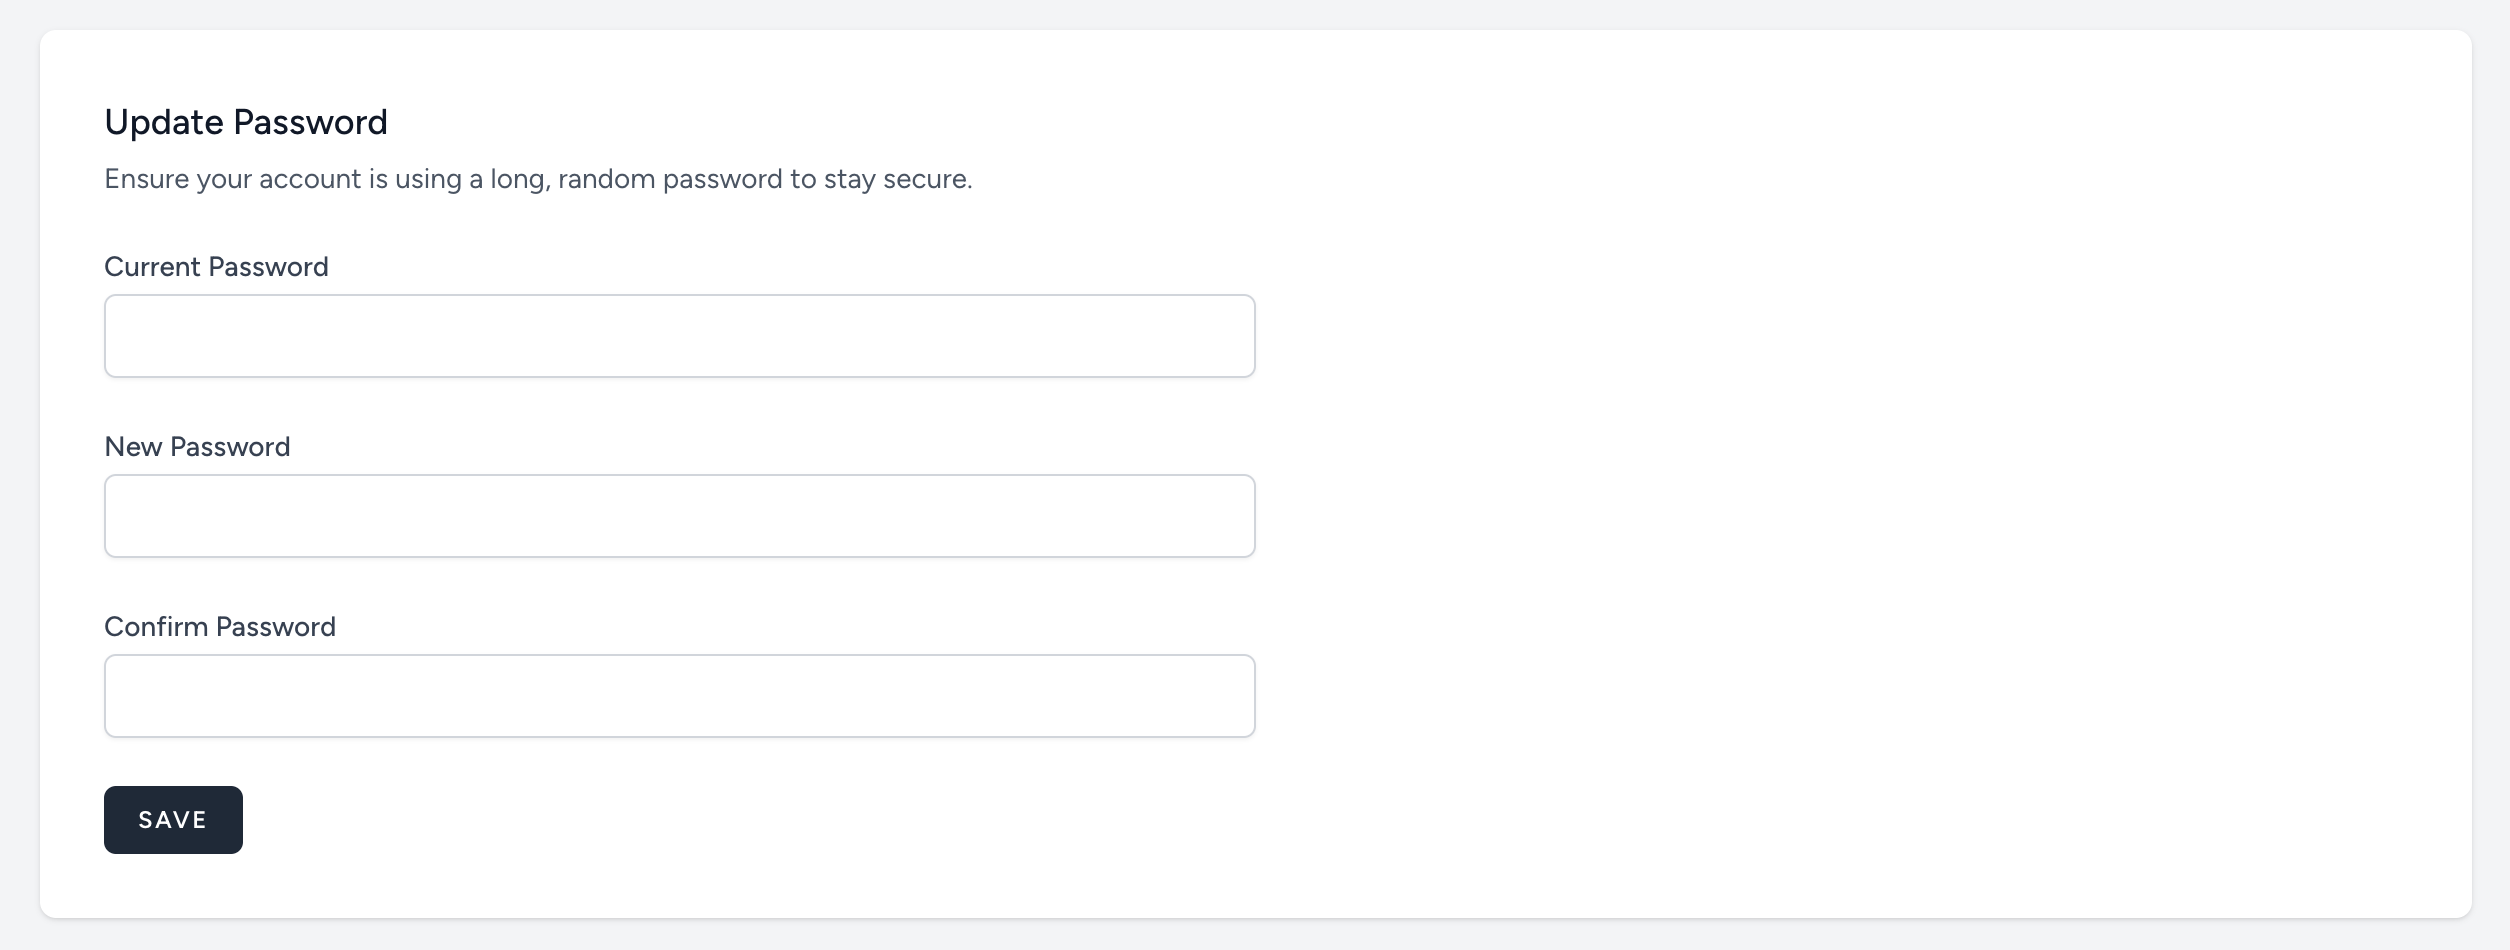 Update Password
Ensure your account is using a long, random password to stay secure.
Current Password
New Password
Confirm Password
SAVE